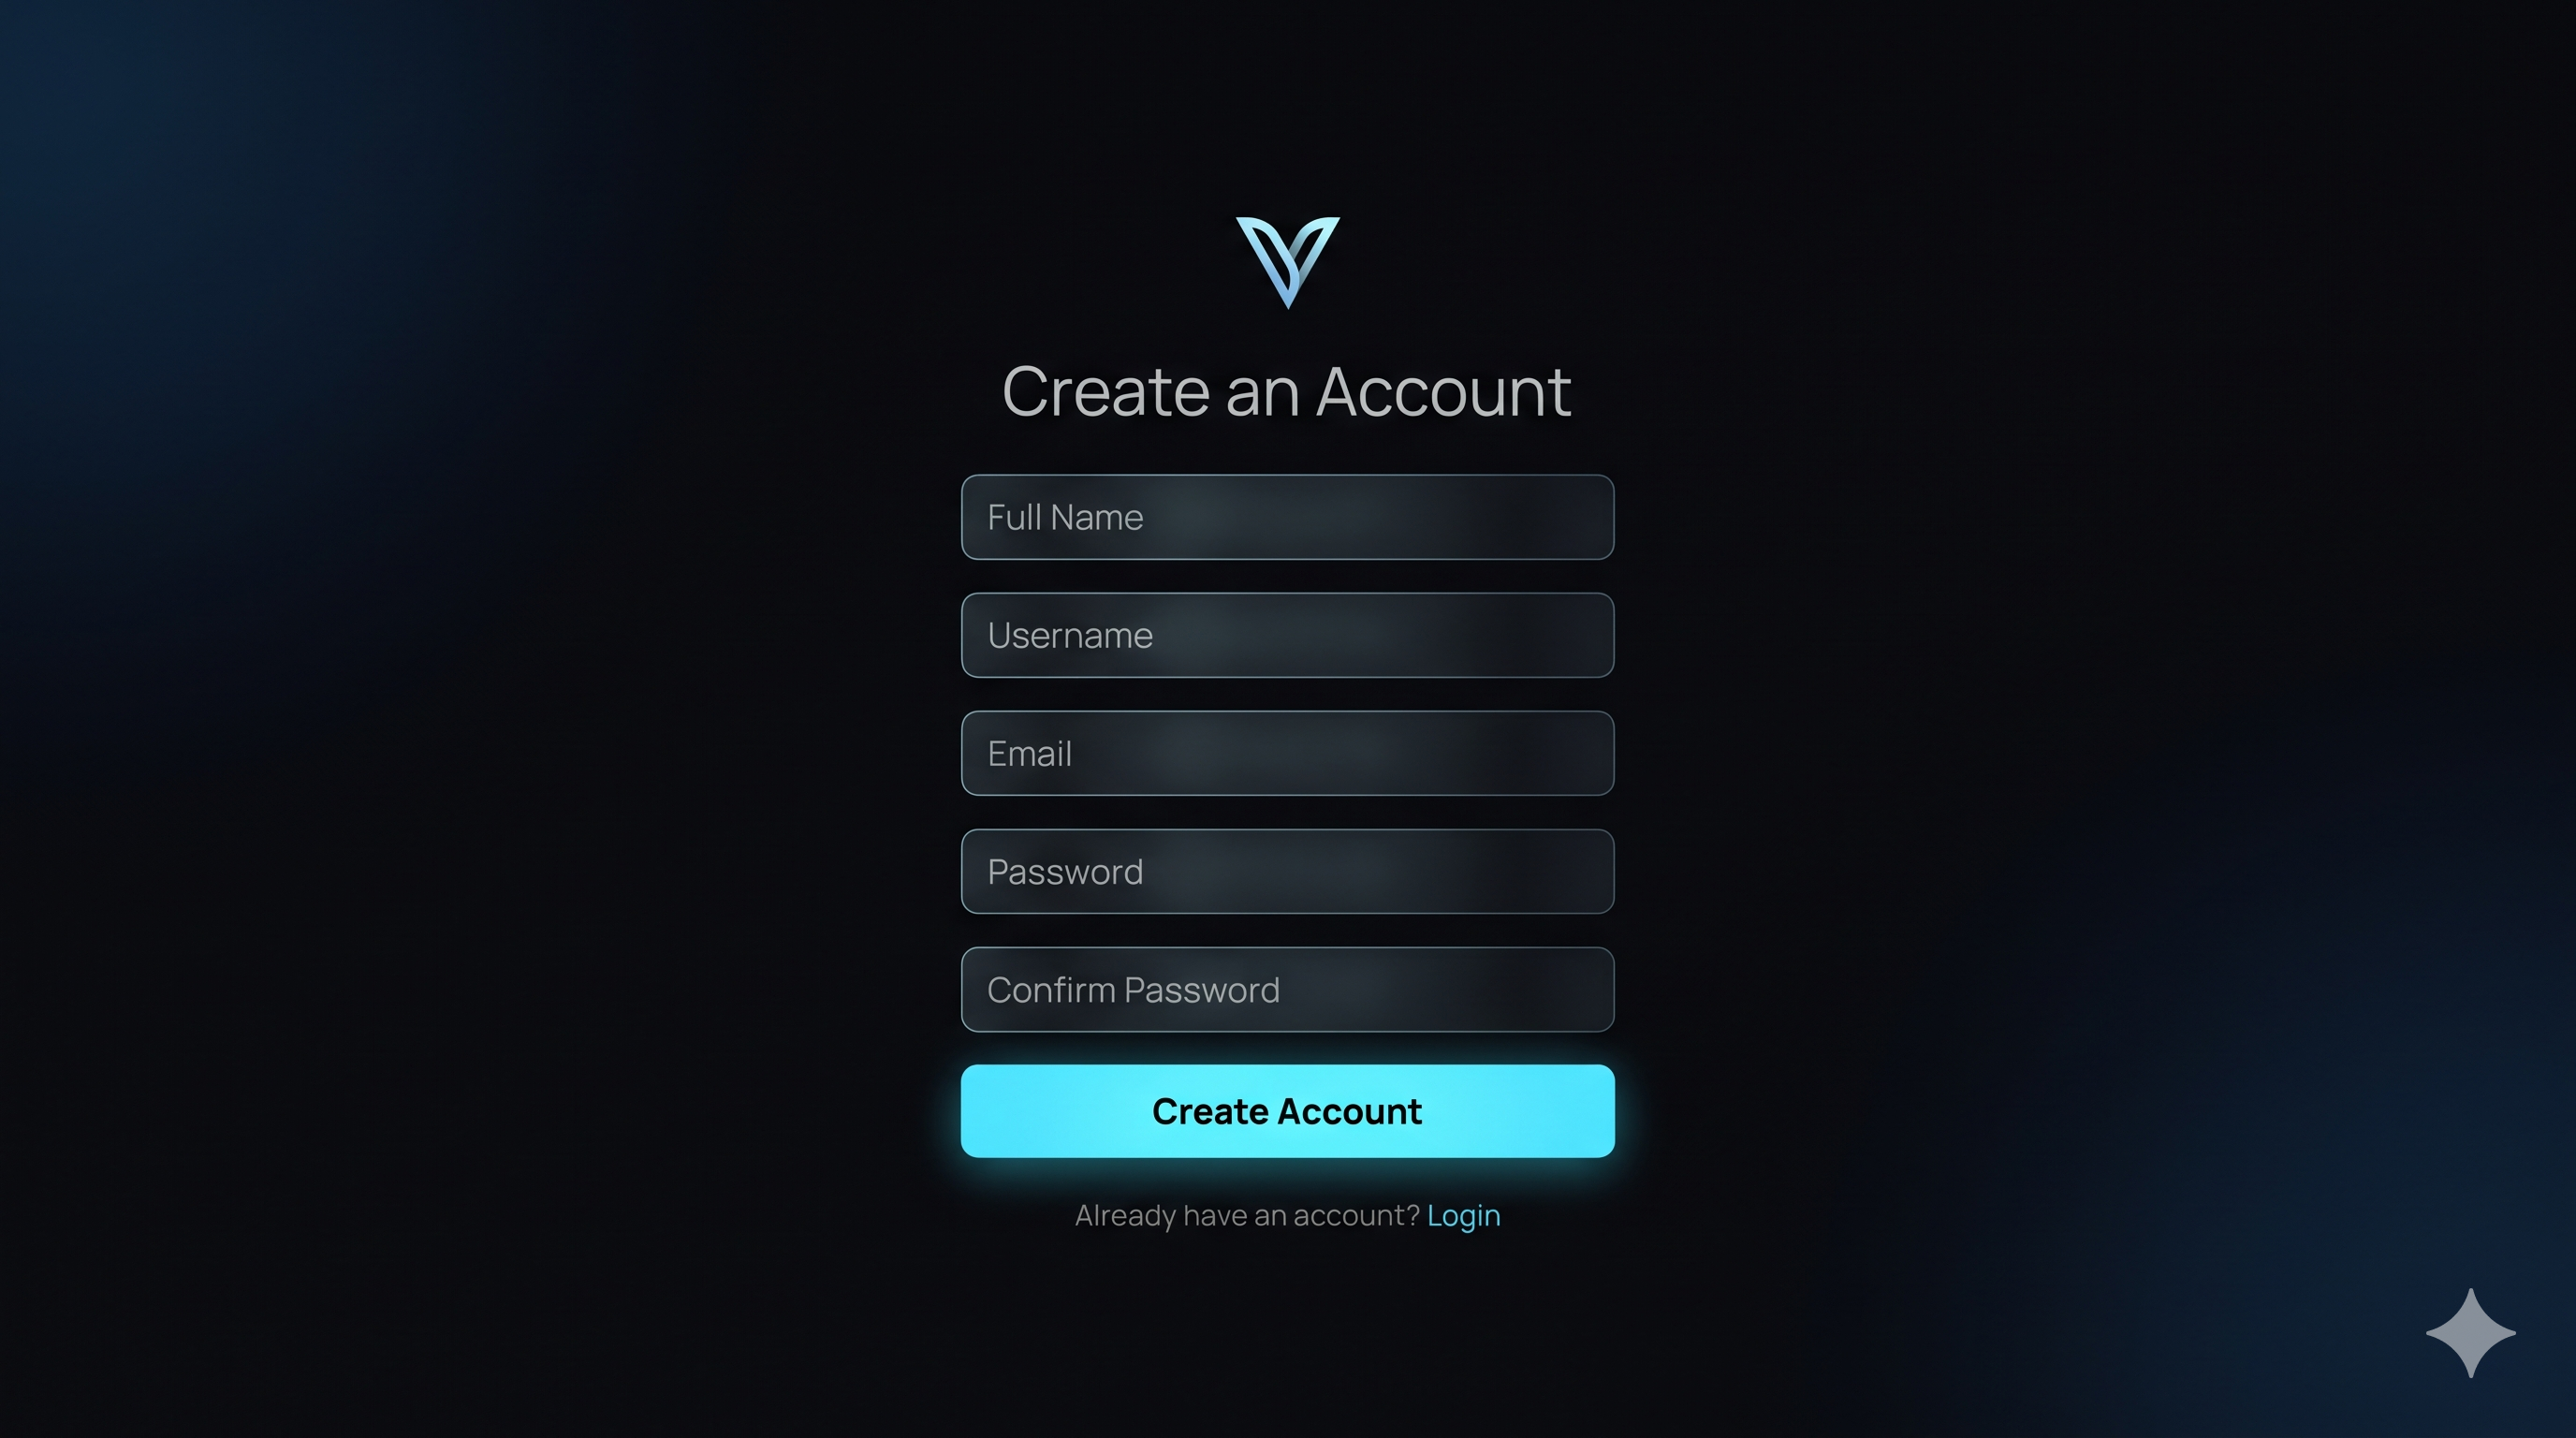 Create an Account
Full Name
Username
Email
Password
Confirm Password
Create Account
Already have an account? Login